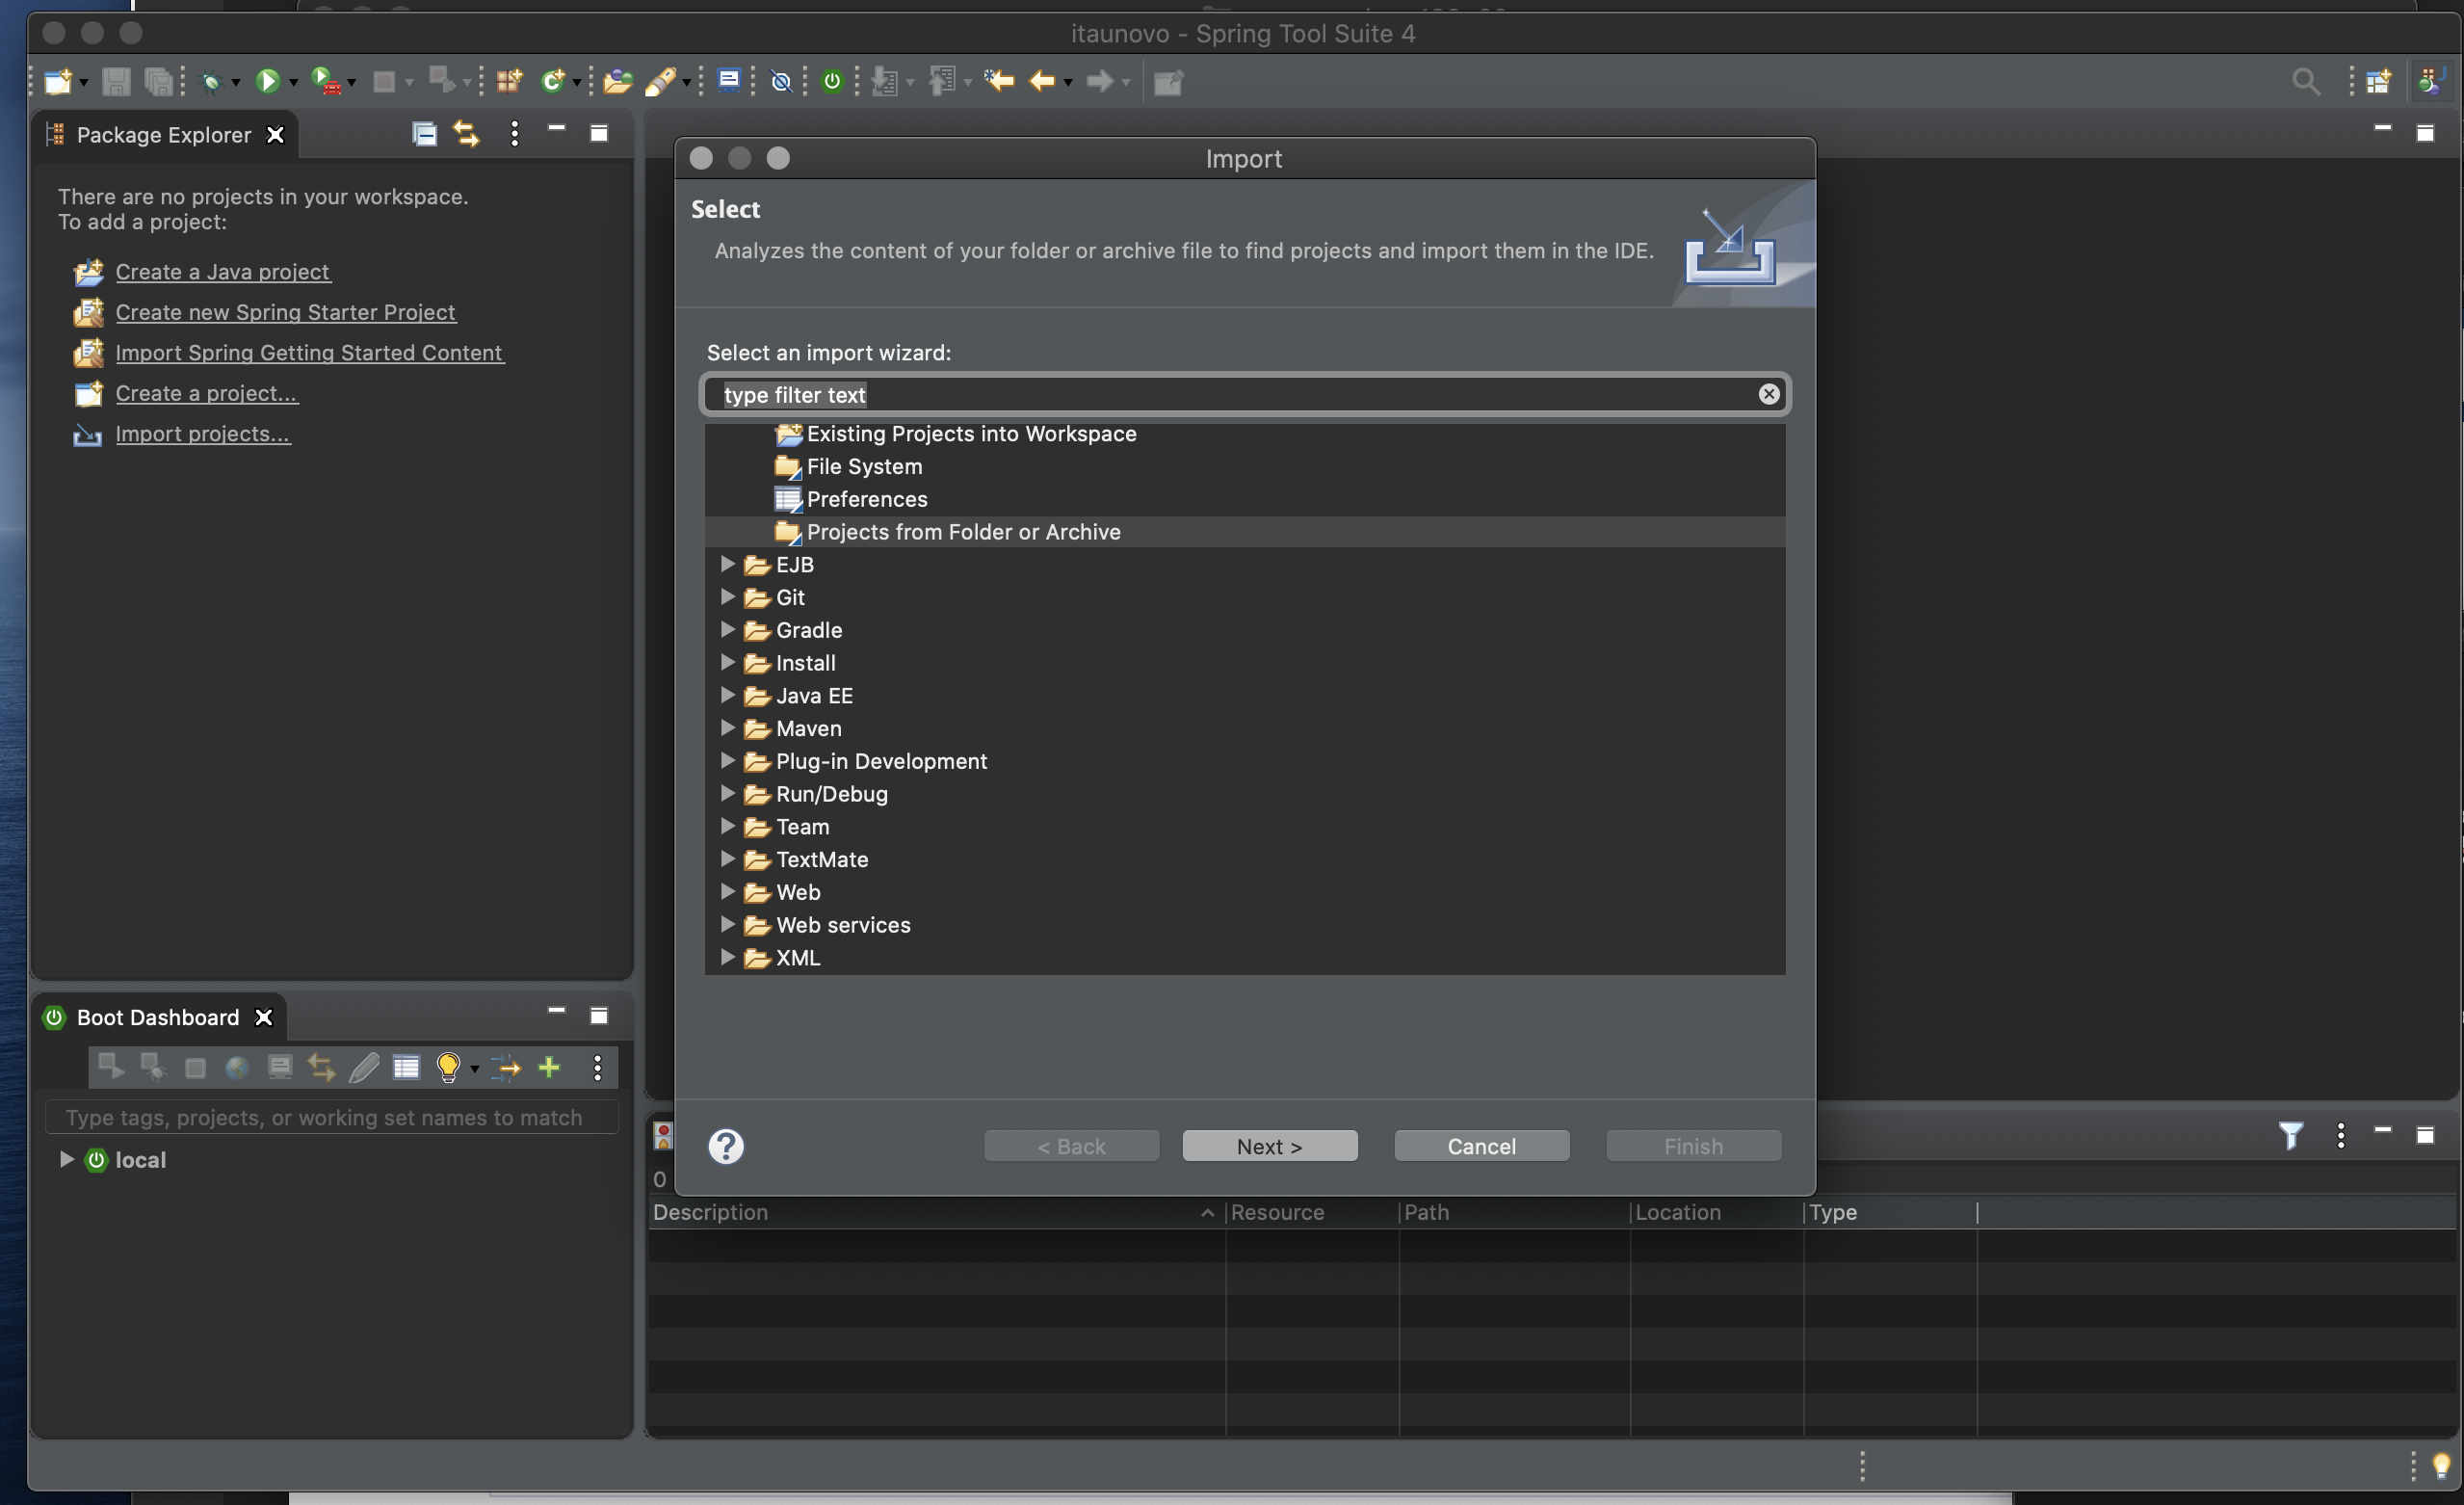 itaunovo - Spring Tool Suite 4
Package Explorer
There are no projects in your workspace.
To add a project:
Create a Java project
Create new Spring Starter Project
Import Spring Getting Started Content
Create a project...
Import projects...
Import
Select
Analyzes the content of your folder or archive file to find projects and import them in the IDE.
Select an import wizard:
type filter text
Existing Projects into Workspace
File System
Preferences
Projects from Folder or Archive
EJB
Git
Gradle
Install
Java EE
Maven
Plug-in Development
Run/Debug
Team
TextMate
Web
Web services
XML
? < Back Next > Cancel Finish
Boot Dashboard
Type tags, projects, or working set names to match
local
0
Description Resource Path Location Type